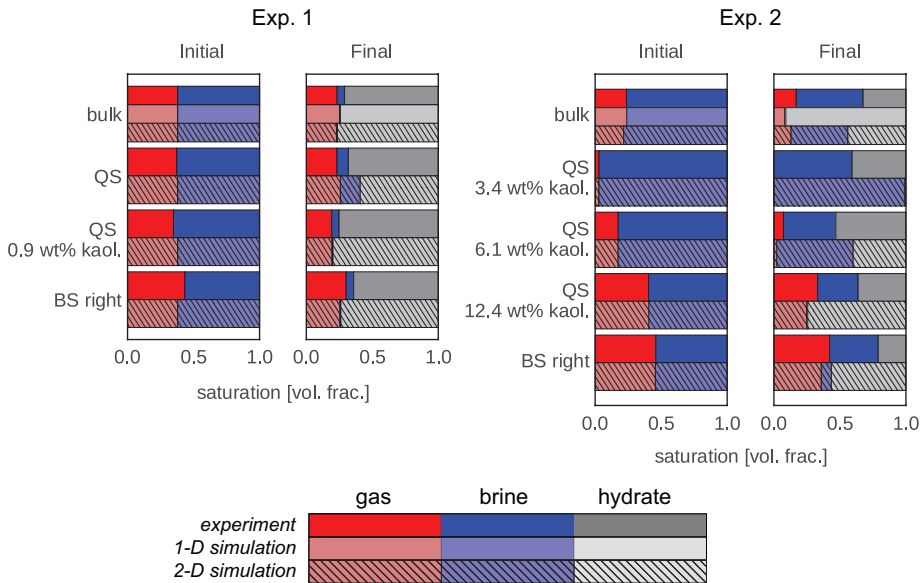 Exp. 1
Exp. 2
Initial
Final
Initial
Final
bulk
QS
QS
0.9 wt% kaol.
BS right
0.0
0.5
1.0
0.0
0.5
1.0
saturation [vol. frac.]
bulk
QS
3.4 wt% kaol.
QS
6.1 wt% kaol.
QS
12.4 wt% kaol.
BS right
0.0
0.5
1.0
0.0
0.5
1.0
saturation [vol. frac.]
gas
brine
hydrate
experiment
1-D simulation
2-D simulation